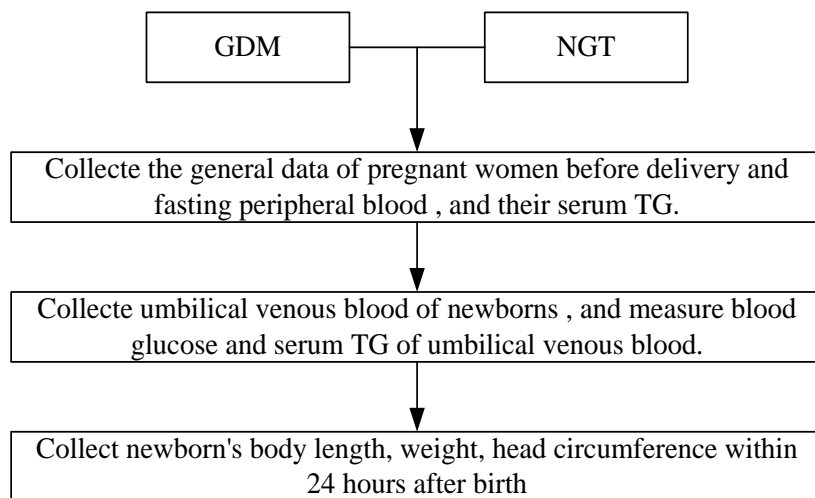 GDM
NGT
Collecte the general data of pregnant women before delivery and
fasting peripheral blood , and their serum TG.
Collecte umbilical venous blood of newborns , and measure blood
glucose and serum TG of umbilical venous blood.
Collect newborn's body length, weight, head circumference within
24 hours after birth